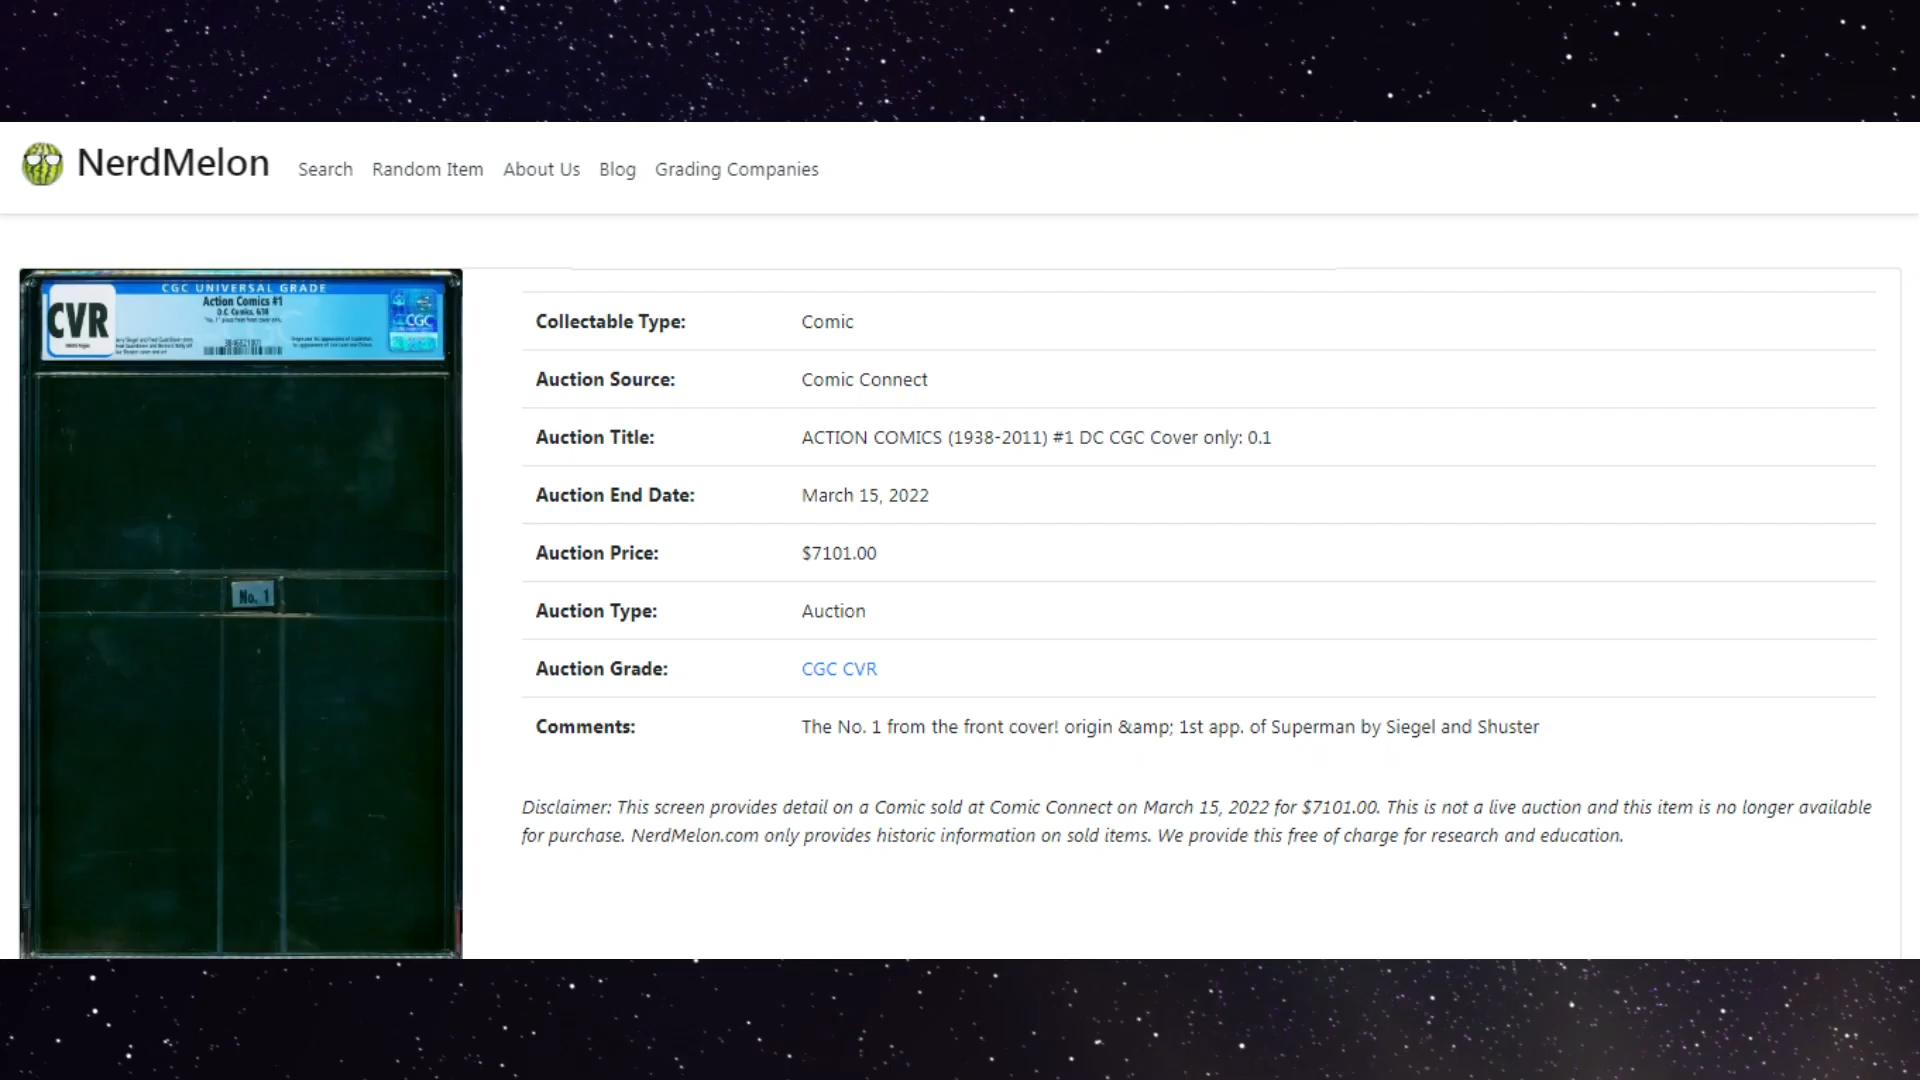 NerdMelon
Search Random Item About Us Blog Grading Companies
CGC UNIVERSAL GRADE
Action Comics #1
D.C. Comics, 6/38
CVR
CGC
No. 1
Collectable Type: Comic
Auction Source: Comic Connect
Auction Title: ACTION COMICS (1938-2011) #1 DC CGC Cover only: 0.1
Auction End Date: March 15, 2022
Auction Price: $7101.00
Auction Type: Auction
Auction Grade: CGC CVR
Comments: The No. 1 from the front cover! origin &amp; 1st app. of Superman by Siegel and Shuster
Disclaimer: This screen provides detail on a Comic sold at Comic Connect on March 15, 2022 for $7101.00. This is not a live auction and this item is no longer available
for purchase. NerdMelon.com only provides historic information on sold items. We provide this free of charge for research and education.